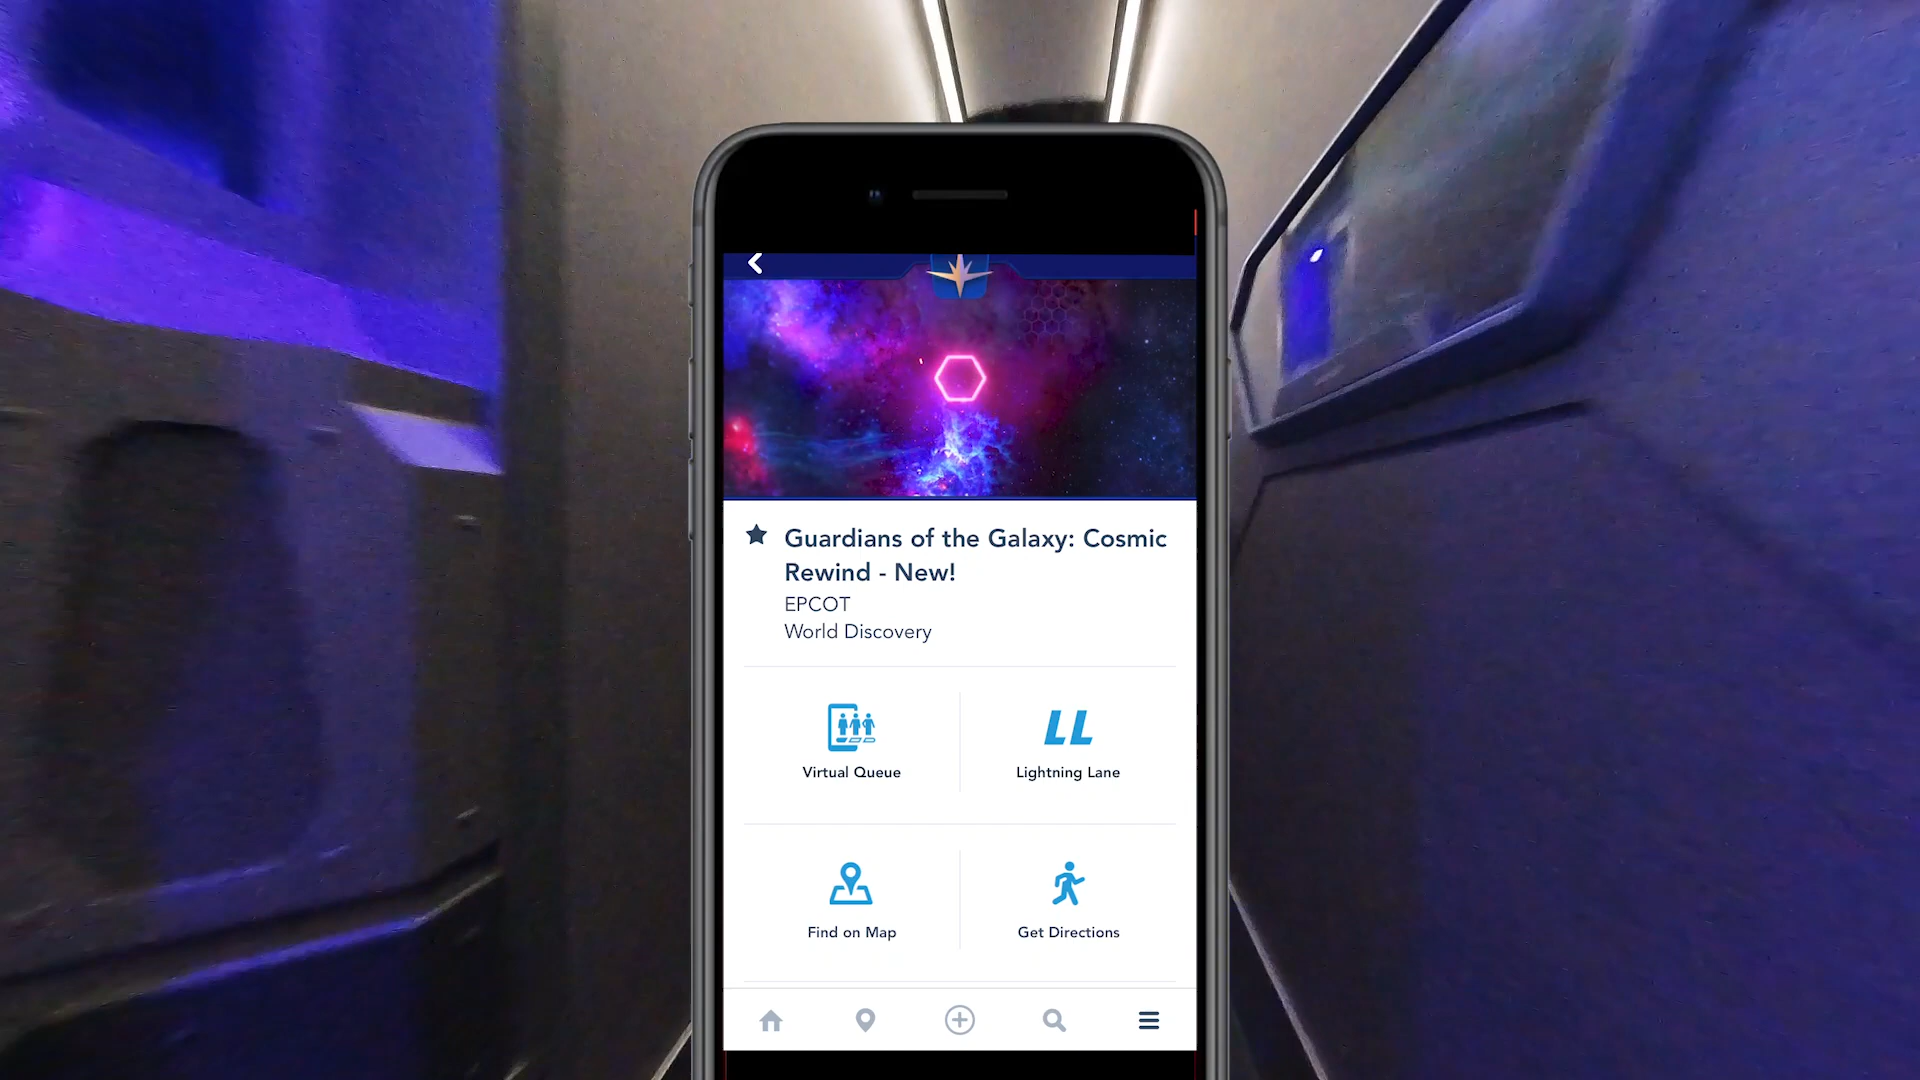 Guardians of the Galaxy: Cosmic
Rewind - New!
EPCOT
World Discovery
Virtual Queue
LL
Lightning Lane
Find on Map
Get Directions